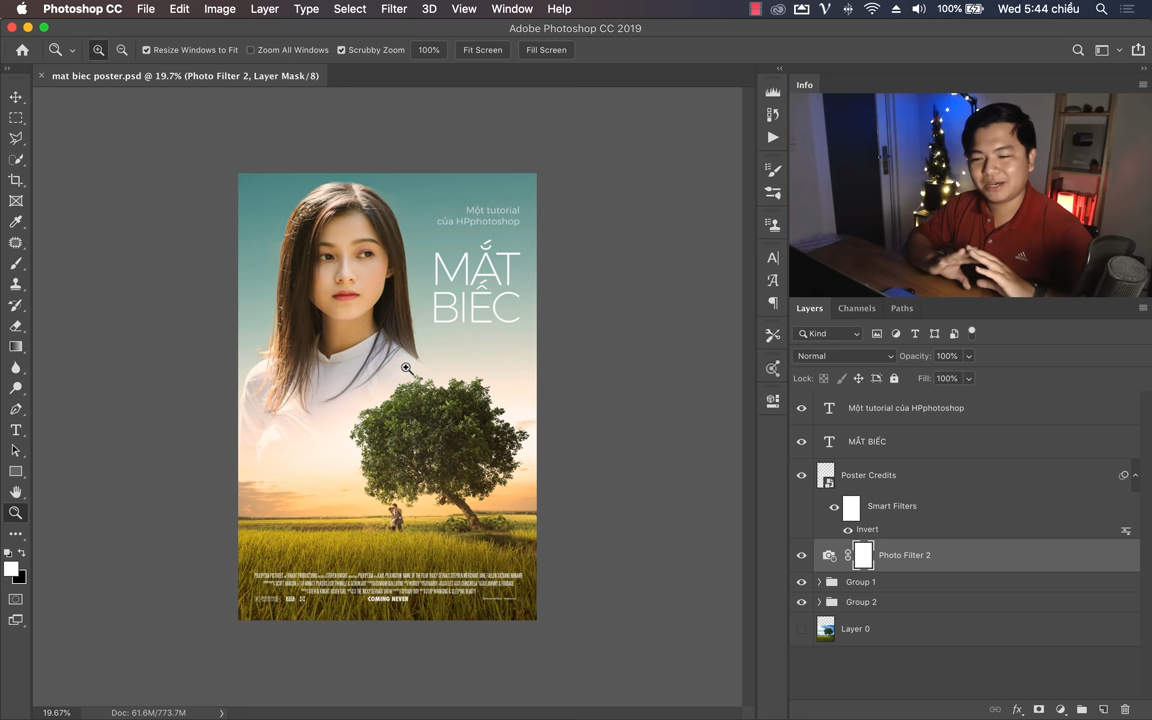 Photoshop CC File Edit Image Layer Type Select Filter 3D View Window Help 100% Wed 5:44 chiều
Adobe Photoshop CC 2019
Resize Windows to Fit Zoom All Windows Scrubby Zoom 100% Fit Screen Fill Screen
mat biec poster.psd @ 19.7% (Photo Filter 2, Layer Mask/8)
Info
Một tutorial
của HPphotoshop
MẮT
BIẾC
COMING NEVER
Layers Channels Paths
Kind
Normal Opacity: 100%
Lock: Fill: 100%
Một tutorial của HPphotoshop
MẮT BIẾC
Poster Credits
Smart Filters
Invert
Photo Filter 2
Group 1
Group 2
Layer 0
19.67% Doc: 61.6M/773.7M